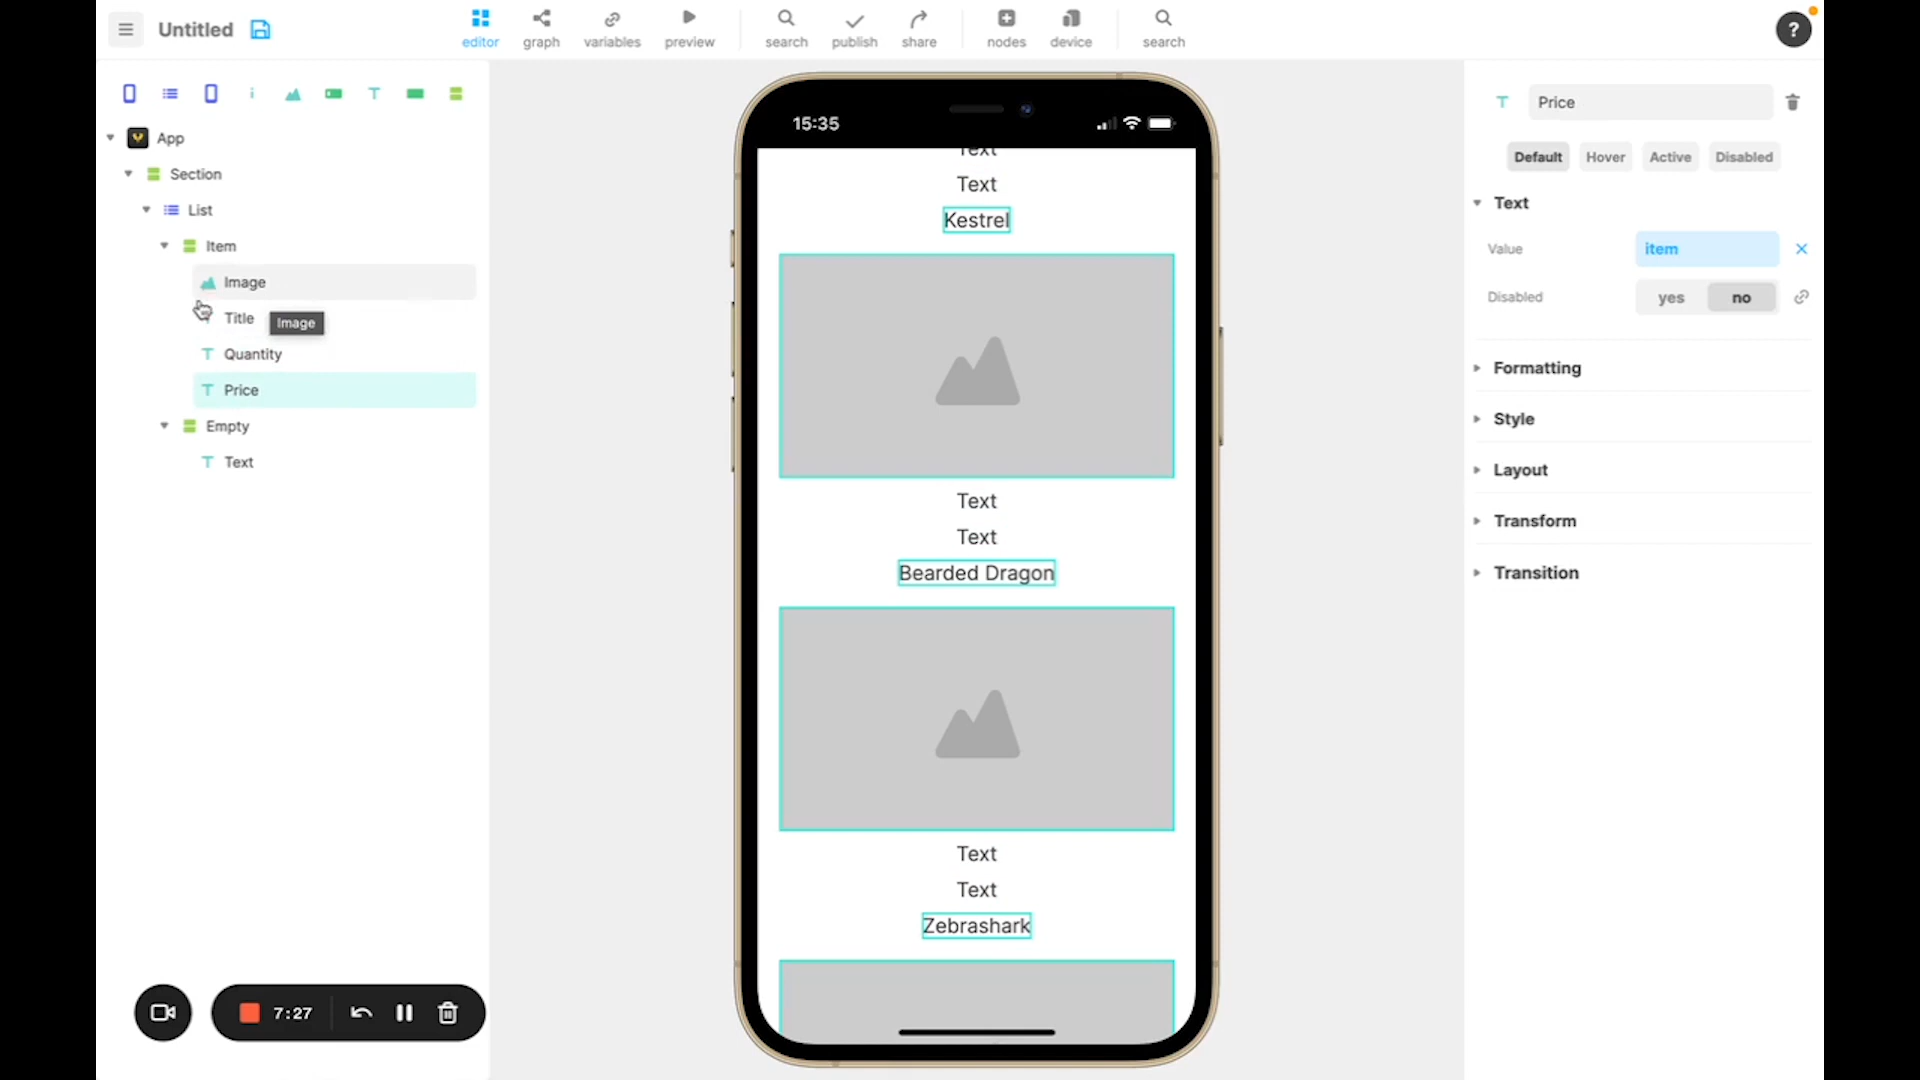 Untitled
editor
graph
variables
preview
search
publish
share
nodes
device
search
?
App
Section
List
Item
Image
Title
Image
Quantity
Price
Empty
Text
7:27
15:35
Text
Text
Kestrel
Text
Text
Bearded Dragon
Text
Text
Zebrashark
Price
Default Hover Active Disabled
Text
Value item
Disabled yes no
Formatting
Style
Layout
Transform
Transition